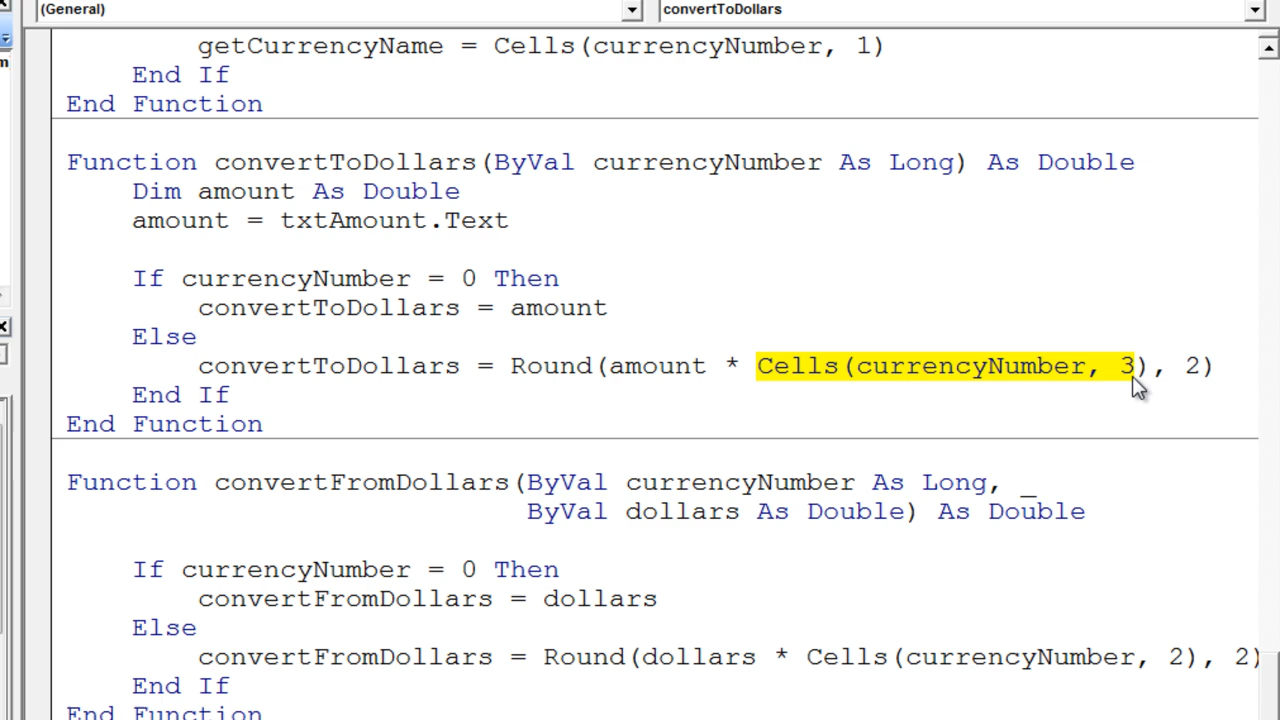 (General) convertToDollars
m
getCurrencyName = Cells(currencyNumber, 1)
End If
End Function
Function convertToDollars(ByVal currencyNumber As Long) As Double
Dim amount As Double
amount = txtAmount.Text
If currencyNumber = 0 Then
convertToDollars = amount
Else
convertToDollars = Round(amount * Cells(currencyNumber, 3), 2)
End If
End Function
Function convertFromDollars(ByVal currencyNumber As Long, _
ByVal dollars As Double) As Double
If currencyNumber = 0 Then
convertFromDollars = dollars
Else
convertFromDollars = Round(dollars * Cells(currencyNumber, 2), 2)
End If
End Function